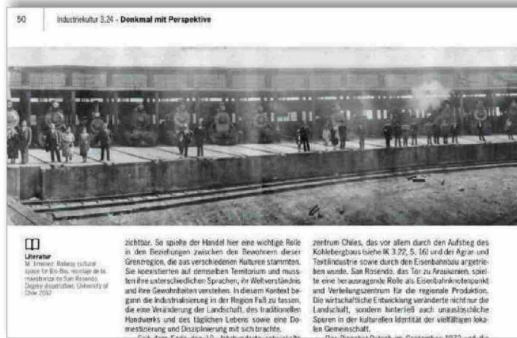 50
Industriekultur 3.24 - Denkmal mit Perspektive
Literatur
space for Bío-Bío,
Chile 2002
zichtbar. So spielte der Handel hier eine wichtige Rolle
in den Beziehungen zwischen den Bewohnern dieser
Grenzregion, die aus verschiedenen Kulturen stammten.
Sie koexistierten auf demselben Territorium und muss-
ten ihre unterschiedlichen Sprachen, ihr Weltverständnis
und ihre Gewohnheiten verstehen. In diesem Kontext be-
gann die Industrialisierung in der Region Fuß zu fassen,
die eine Veränderung der Landschaft, des traditionellen
Handwerks und des täglichen Lebens sowie eine Do-
mestizierung und Disziplinierung mit sich brachte.
zentrum Chiles, das vor allem durch den Aufstieg des
Kohlebergbaus (siehe IK 3.22, S. 16) und der Agrar- und
Textilindustrie sowie durch den Eisenbahnbau angetrie-
ben wurde. San Rosendo, das Tor zu Araukanien, spiel-
te eine herausragende Rolle als Eisenbahnknotenpunkt
und Verteilungszentrum für die regionale Produktion.
Die wirtschaftliche Entwicklung veränderte nicht nur die
Landschaft, sondern hinterließ auch unauslöschliche
Spuren in der kulturellen Identität der vielfältigen loka-
len Gemeinschaft.